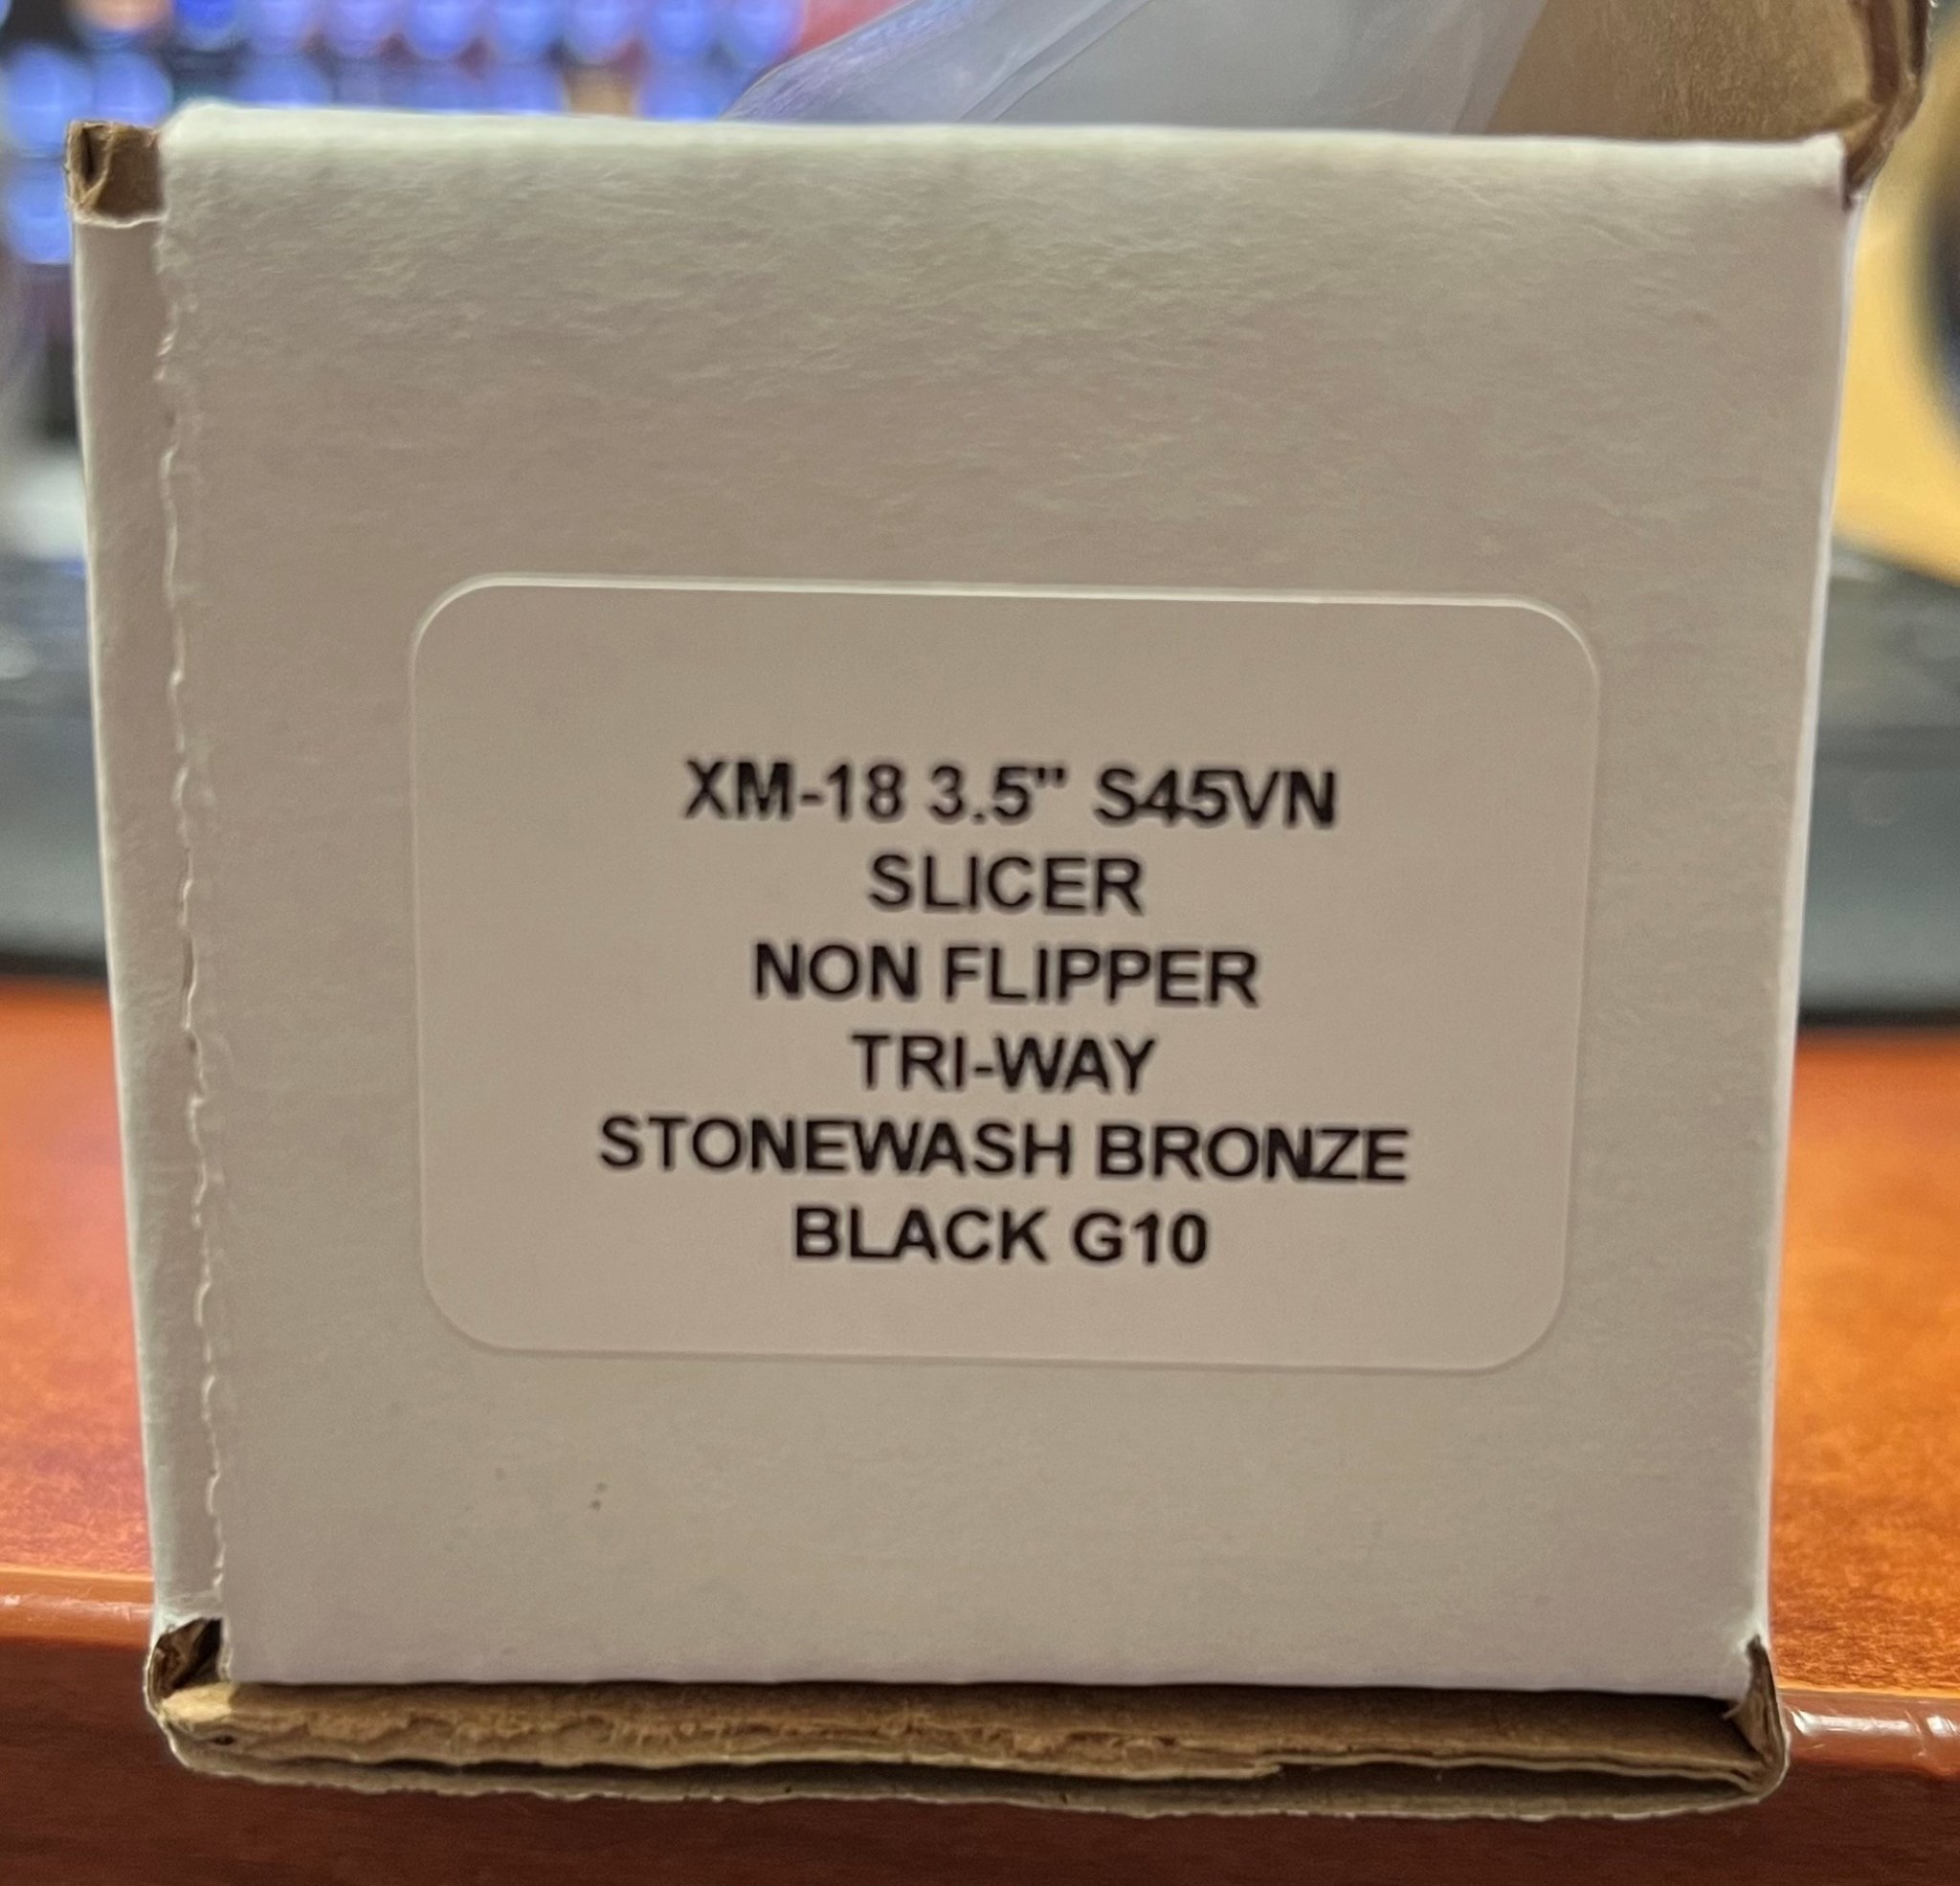 XM-18 3.5" S45VN
SLICER
NON FLIPPER
TRI-WAY
STONEWASH BRONZE
BLACK G10